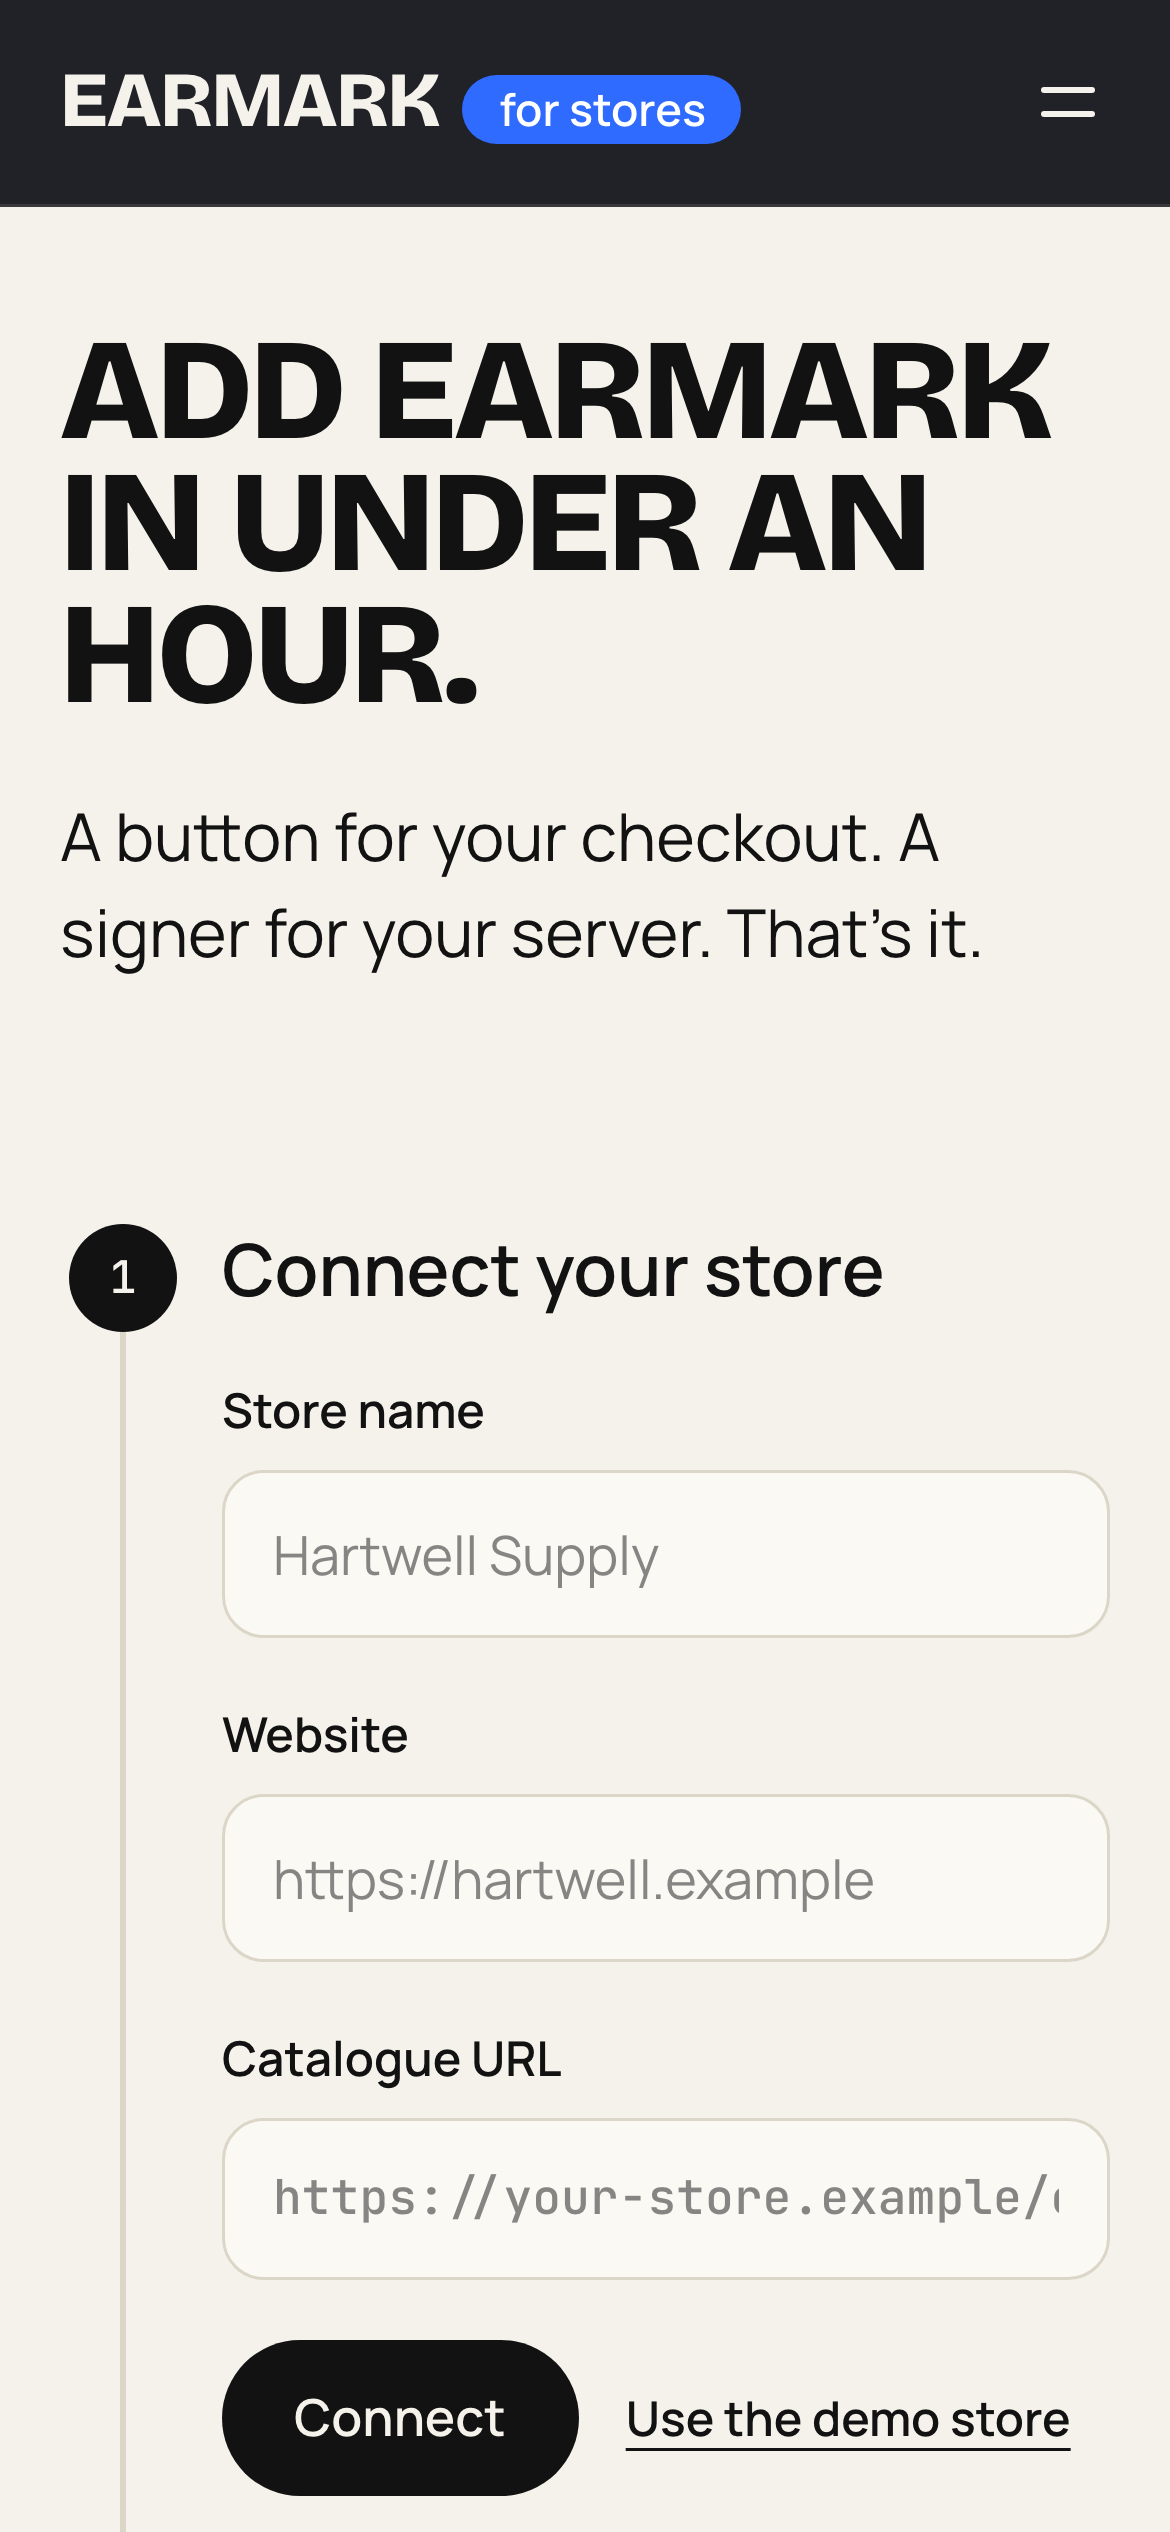 EARMARK for stores
ADD EARMARK
IN UNDER AN
HOUR.
A button for your checkout. A
signer for your server. That’s it.
1 Connect your store
Store name
Hartwell Supply
Website
https://hartwell.example
Catalogue URL
https://your-store.example/
Connect Use the demo store